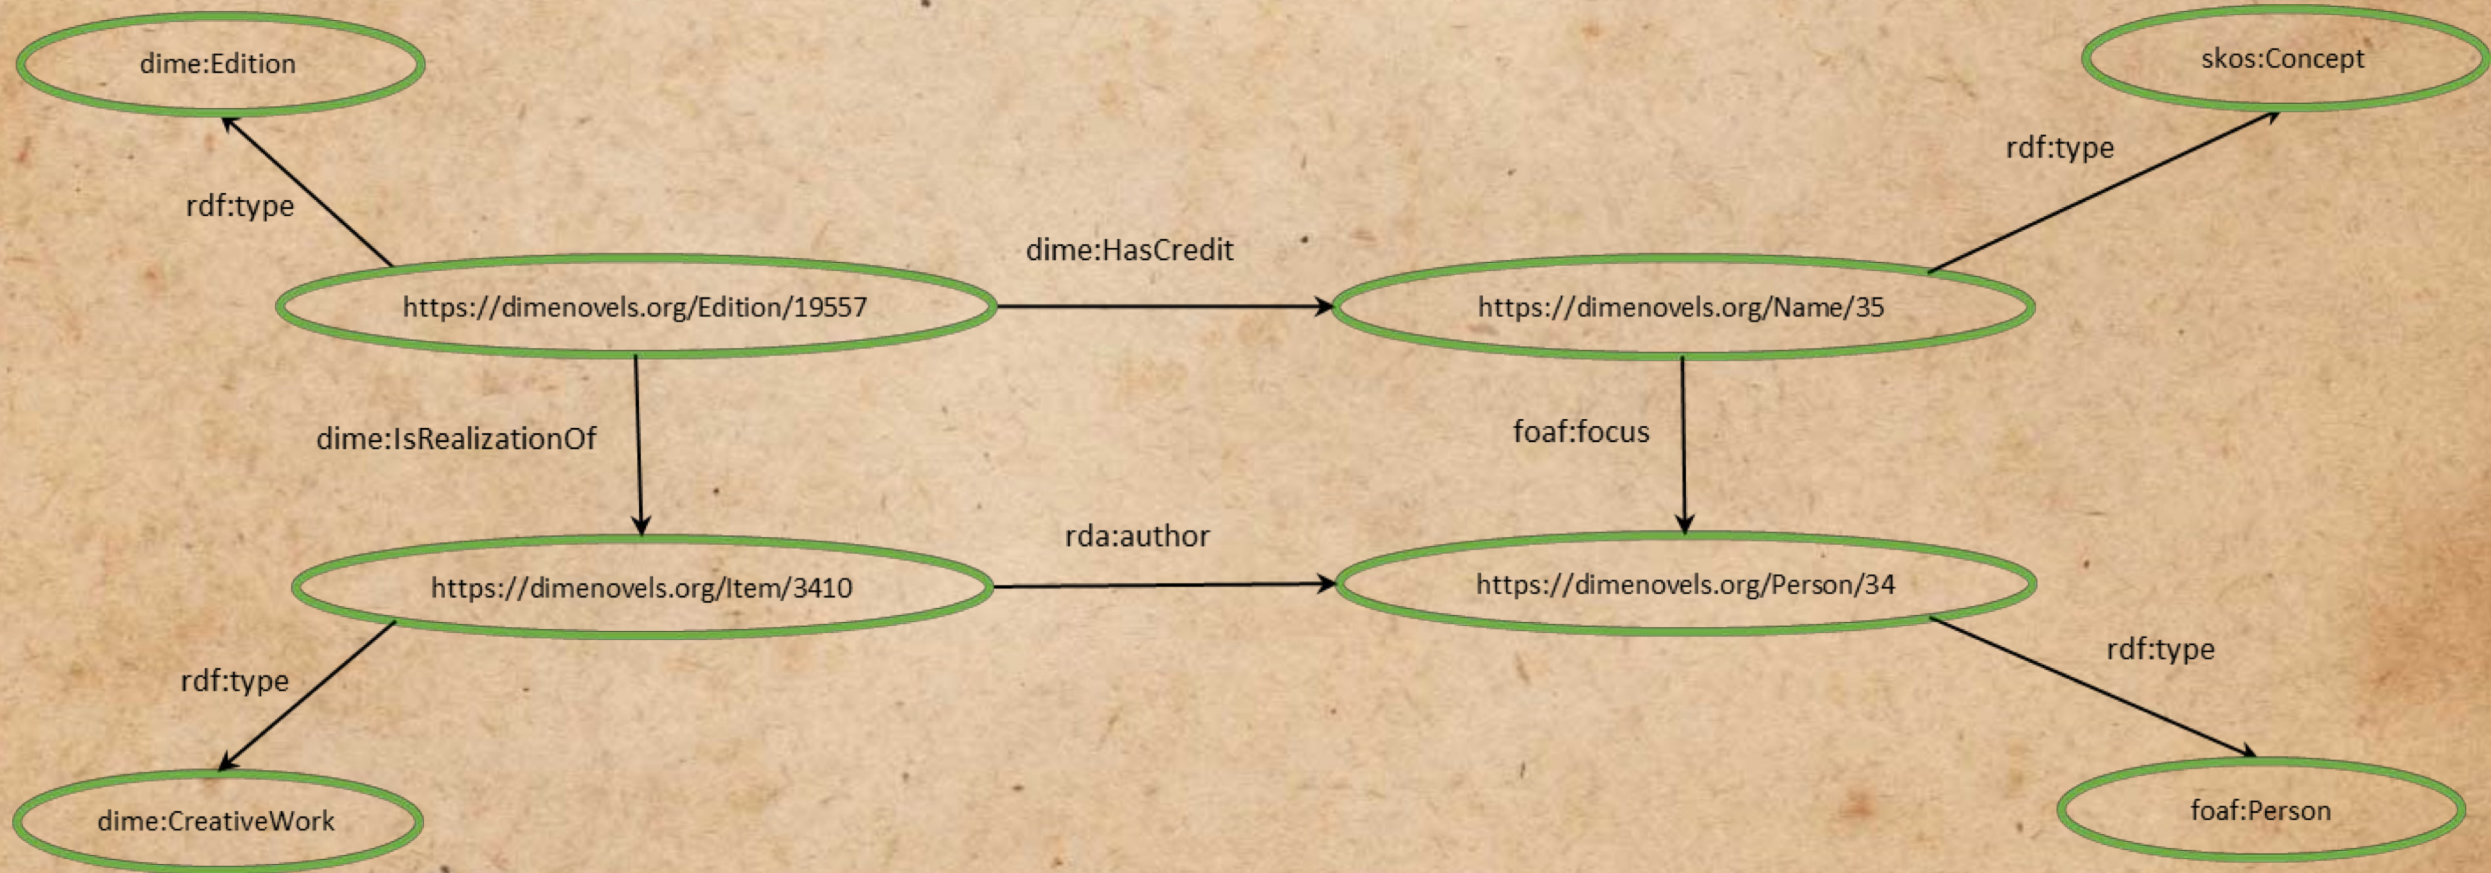 dime:Edition
skos:Concept
rdf:type
rdf:type
dime:HasCredit
https://dimenovels.org/Edition/19557
https://dimenovels.org/Name/35
dime:IsRealizationOf
foaf:focus
rda:author
https://dimenovels.org/Item/3410
https://dimenovels.org/Person/34
rdf:type
rdf:type
dime:CreativeWork
foaf:Person